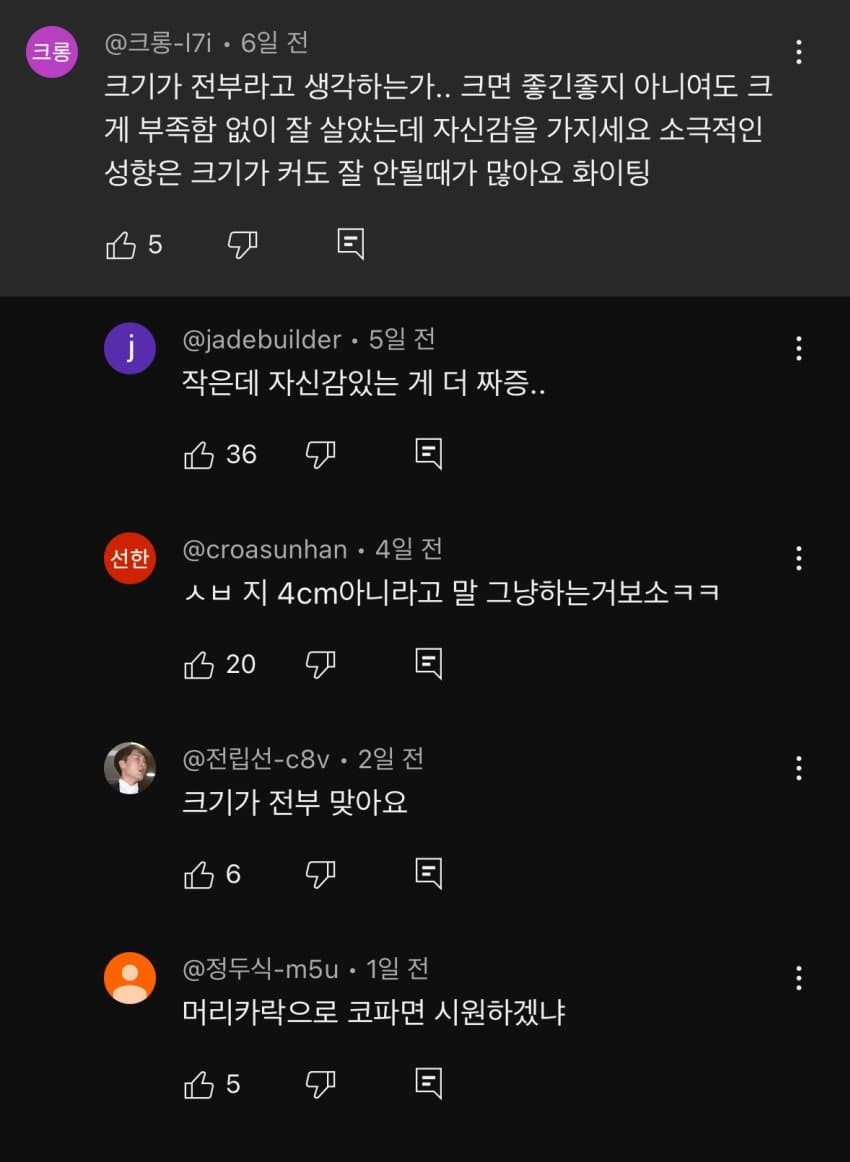 크롱
@크롱-l7i • 6일 전
크기가 전부라고 생각하는가.. 크면 좋긴좋지 아니여도 크
게 부족함 없이 잘 살았는데 자신감을 가지세요 소극적인
성향은 크기가 커도 잘 안될때가 많아요 화이팅
5
j
@jadebuilder • 5일 전
작은데 자신감있는 게 더 짜증..
36
선한
@croasunhan • 4일 전
ㅅㅂ 지 4cm아니라고 말 그냥하는거보소ㅋㅋ
20
@전립선-c8v • 2일 전
크기가 전부 맞아요
6
@정두식-m5u • 1일 전
머리카락으로 코파면 시원하겠냐
5